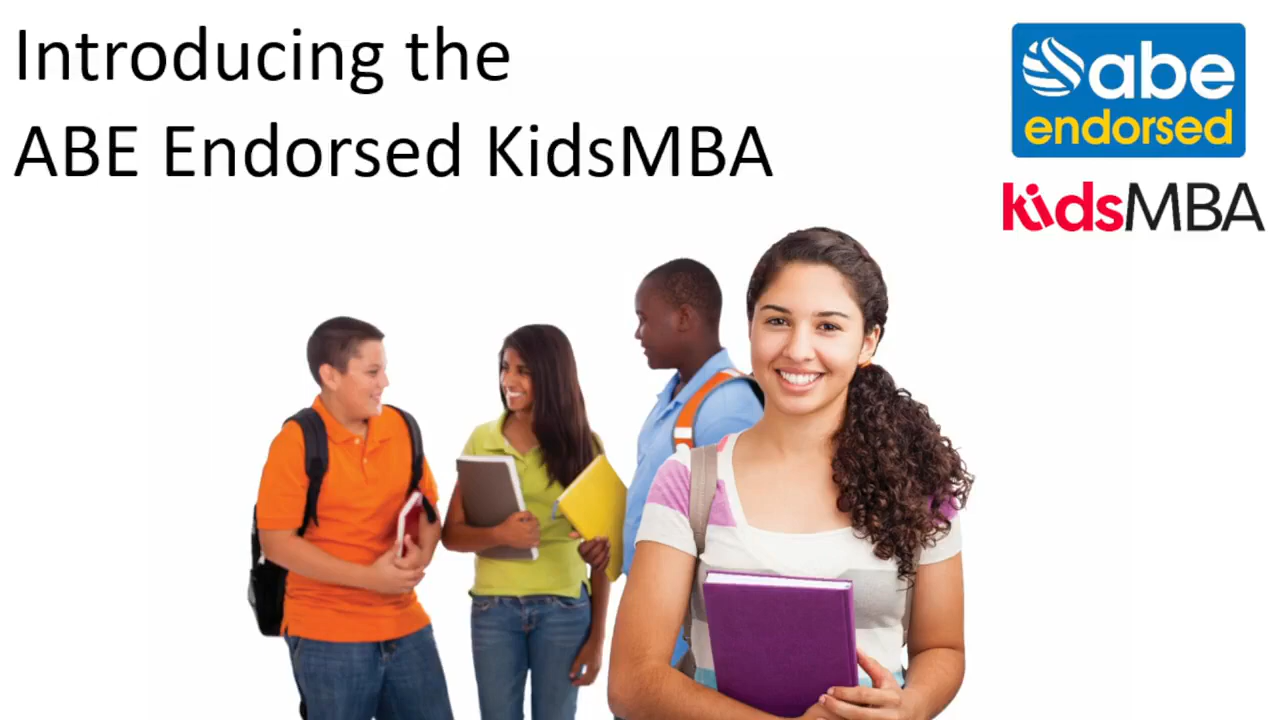 Introducing the
ABE Endorsed KidsMBA
abe
endorsed
kidsMBA